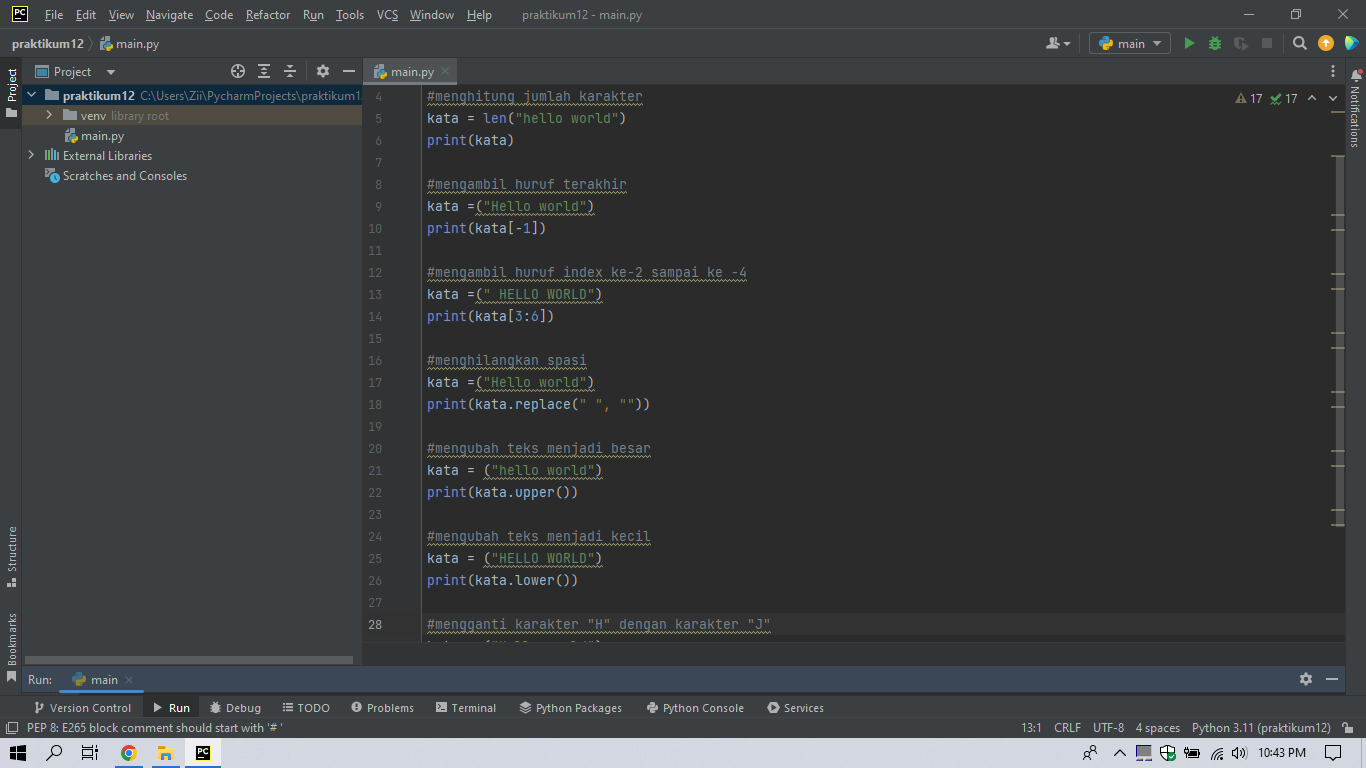 PC File Edit View Navigate Code Refactor Run Tools VCS Window Help praktikum12 - main.py
praktikum12 main.py main
Project main.py
praktikum12 C:\Users\Zii\PycharmProjects\praktikum1
venv library root
main.py
External Libraries
Scratches and Consoles
Project
Structure
Bookmarks
17 17
4 #menghitung jumlah karakter
5 kata = len("hello world")
6 print(kata)
7
8 #mengambil huruf terakhir
9 kata =("Hello world")
10 print(kata[-1])
11
12 #mengambil huruf index ke-2 sampai ke -4
13 kata =(" HELLO WORLD")
14 print(kata[3:6])
15
16 #menghilangkan spasi
17 kata =("Hello world")
18 print(kata.replace(" ", ""))
19
20 #mengubah teks menjadi besar
21 kata = ("hello world")
22 print(kata.upper())
23
24 #mengubah teks menjadi kecil
25 kata = ("HELLO WORLD")
26 print(kata.lower())
27
28 #mengganti karakter "H" dengan karakter "J"
Notifications
Run: main
Version Control Run Debug TODO Problems Terminal Python Packages Python Console Services
PEP 8: E265 block comment should start with '# ' 13:1 CRLF UTF-8 4 spaces Python 3.11 (praktikum12)
PC 10:43 PM